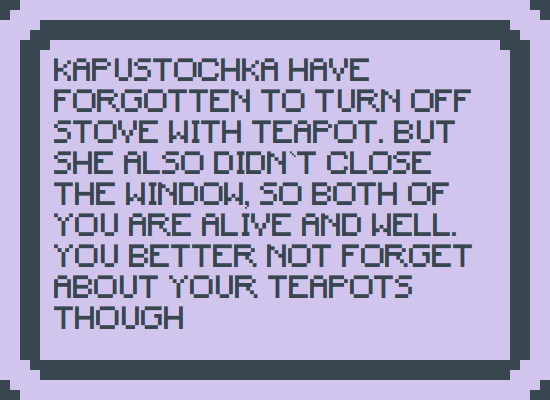 KAPUSTOCHKA HAVE
FORGOTTEN TO TURN OFF
STOVE WITH TEAPOT. BUT
SHE ALSO DIDN`T CLOSE
THE WINDOW, SO BOTH OF
YOU ARE ALIVE AND WELL.
YOU BETTER NOT FORGET
ABOUT YOUR TEAPOTS
THOUGH